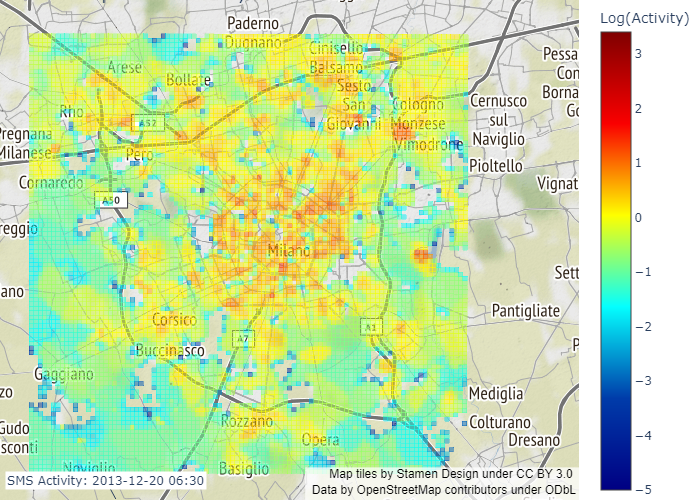 Log(Activity)
3
2
1
0
−1
−2
−3
−4
−5
Paderno
Dugnano
Cinisello
Balsamo
Arese
Bollate
Sesto
San
Giovanni
Cologno
Monzese
Vimodrone
Rho
A52
Pero
Pregnana
Milanese
Cornaredo
A50
reggio
Milano
ano
Corsico
Buccinasco
A7
A1
Gaggiano
zo
Gudo
sconti
Rozzano
Opera
Noviglio
Basiglio
Pessa
Con
Borna
Go
Cernusco
sul
Naviglio
Pioltello
Vignat
Sett
Pantigliate
P
Mediglia
Colturano
Dresano
SMS Activity: 2013-12-20 06:30
Map tiles by Stamen Design under CC BY 3.0
Data by OpenStreetMap contributors under ODbL